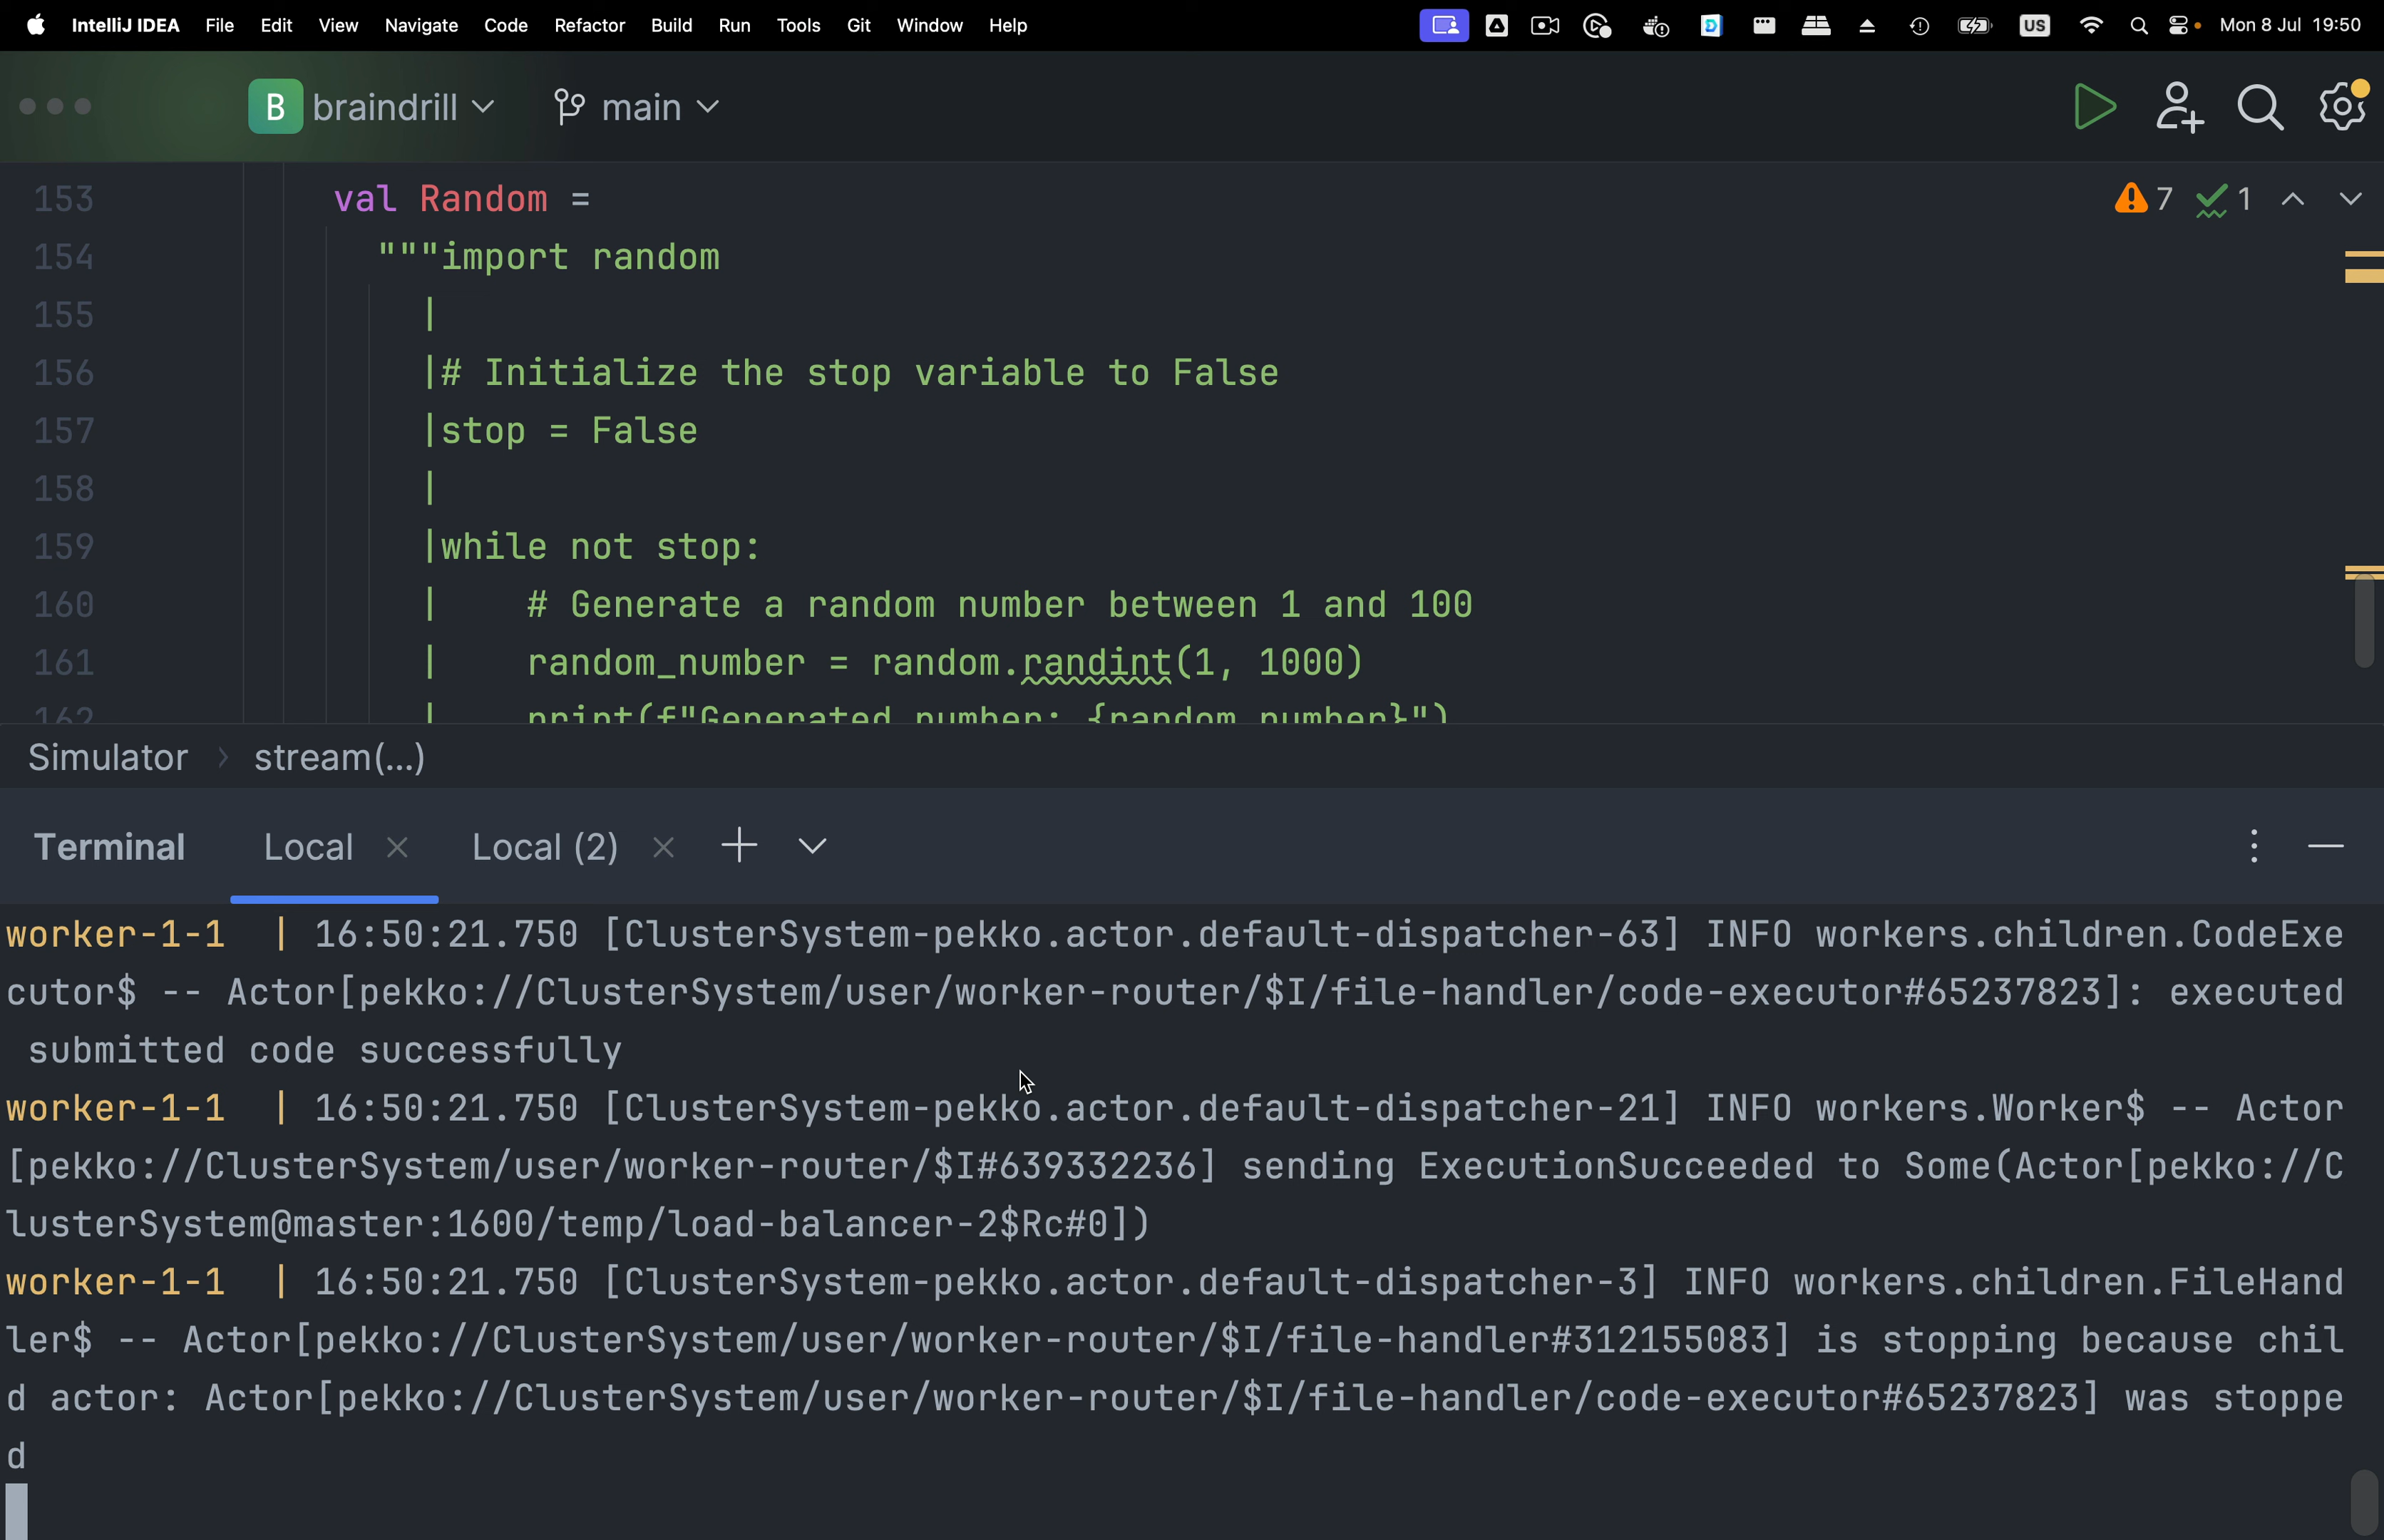 IntelliJ IDEA File Edit View Navigate Code Refactor Build Run Tools Git Window Help US Mon 8 Jul 19:50
B braindrill main
153 val Random =
7 1
154 """import random
155 |
156 |# Initialize the stop variable to False
157 |stop = False
158 |
159 |while not stop:
160 | # Generate a random number between 1 and 100
161 | random_number = random.randint(1, 1000)
162 | print(f"Generated number: {random_number}")
Simulator › stream(...)
Terminal Local Local (2)
worker-1-1 | 16:50:21.750 [ClusterSystem-pekko.actor.default-dispatcher-63] INFO workers.children.CodeExe
cutor$ -- Actor[pekko://ClusterSystem/user/worker-router/$I/file-handler/code-executor#65237823]: executed
submitted code successfully
worker-1-1 | 16:50:21.750 [ClusterSystem-pekko.actor.default-dispatcher-21] INFO workers.Worker$ -- Actor
[pekko://ClusterSystem/user/worker-router/$I#639332236] sending ExecutionSucceeded to Some(Actor[pekko://C
lusterSystem@master:1600/temp/load-balancer-2$Rc#0])
worker-1-1 | 16:50:21.750 [ClusterSystem-pekko.actor.default-dispatcher-3] INFO workers.children.FileHand
ler$ -- Actor[pekko://ClusterSystem/user/worker-router/$I/file-handler#312155083] is stopping because chil
d actor: Actor[pekko://ClusterSystem/user/worker-router/$I/file-handler/code-executor#65237823] was stoppe
d